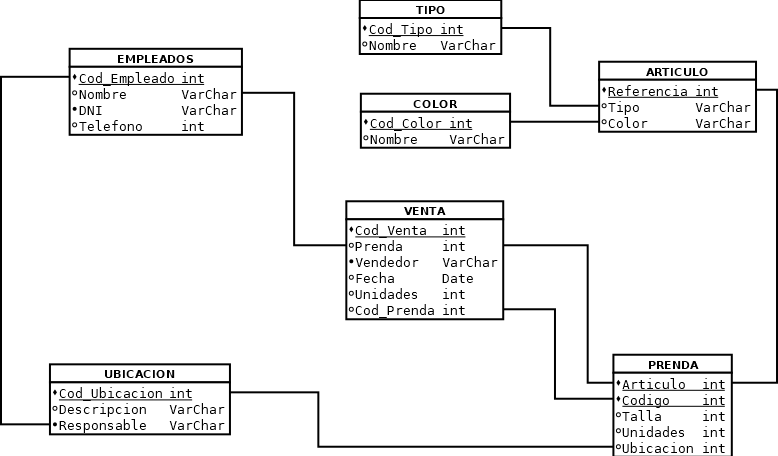 TIPO
Cod_Tipo int
Nombre VarChar
EMPLEADOS
Cod_Empleado int
Nombre VarChar
DNI VarChar
Telefono int
COLOR
Cod_Color int
Nombre VarChar
ARTICULO
Referencia int
Tipo VarChar
Color VarChar
VENTA
Cod_Venta int
Prenda int
Vendedor VarChar
Fecha Date
Unidades int
Cod_Prenda int
UBICACION
Cod_Ubicacion int
Descripcion VarChar
Responsable VarChar
PRENDA
Articulo int
Codigo int
Talla int
Unidades int
Ubicacion int